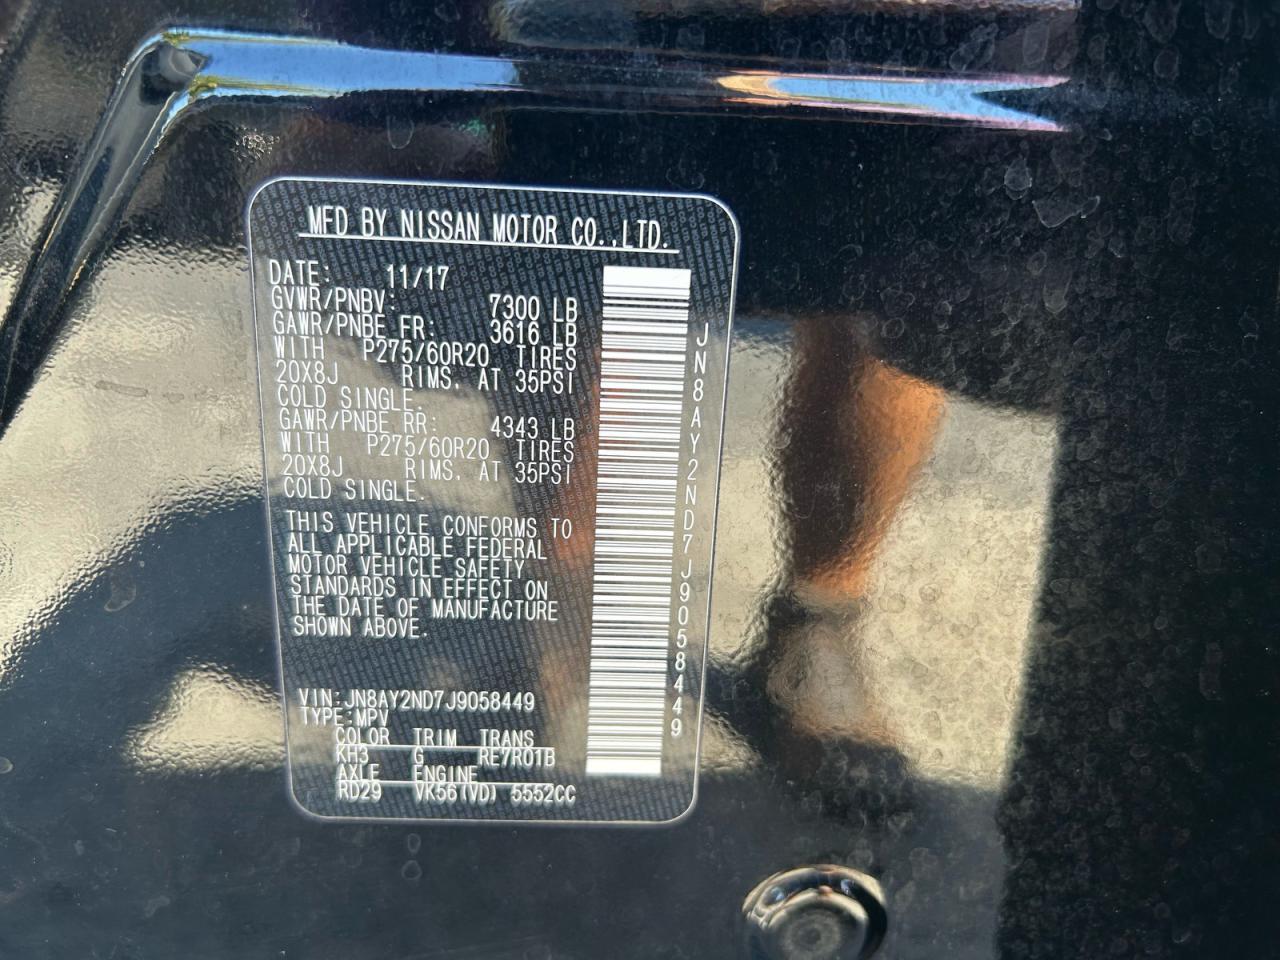 MFD BY NISSAN MOTOR CO.,LTD.
DATE: 11/17
GVWR/PNBV: 7300 LB
GAWR/PNBE FR: 3616 LB
WITH P275/60R20 TIRES
20X8J RIMS, AT 35PSI
COLD SINGLE.
GAWR/PNBE RR: 4343 LB
WITH P275/60R20 TIRES
20X8J RIMS, AT 35PSI
COLD SINGLE.
THIS VEHICLE CONFORMS TO
ALL APPLICABLE FEDERAL
MOTOR VEHICLE SAFETY
STANDARDS IN EFFECT ON
THE DATE OF MANUFACTURE
SHOWN ABOVE.
VIN:JN8AY2ND7J9058449
TYPE:MPV
COLOR TRIM TRANS
KH3 G RE7R01B
AXLE ENGINE
RD29 VK56(VD) 5552CC
JN8AY2ND7J9058449